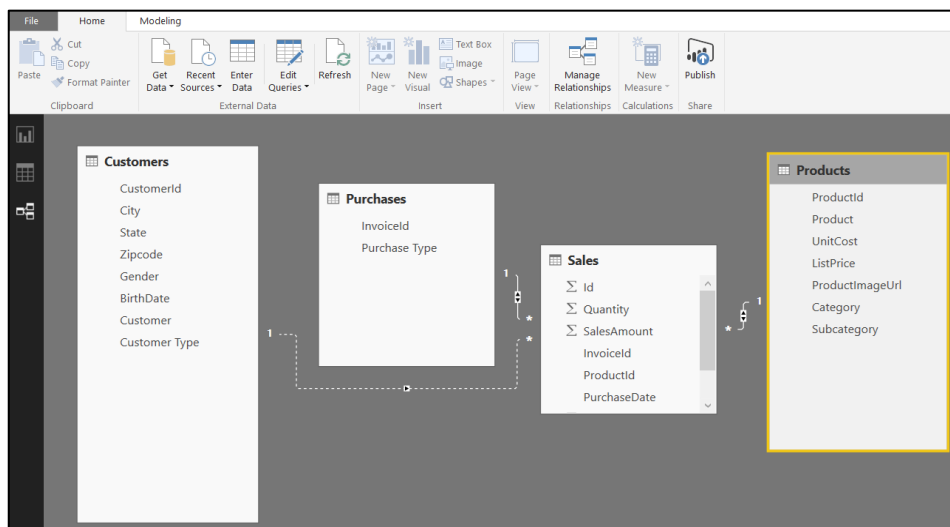 File Home Modeling
Paste
Cut
Copy
Format Painter
Clipboard
Get Data
Recent Sources
Enter Data
Edit Queries
Refresh
External Data
New Page
New Visual
Text Box
Image
Shapes
Insert
Page View
View
Manage Relationships
Relationships
New Measure
Calculations
Publish
Share
Customers
CustomerId
City
State
Zipcode
Gender
BirthDate
Customer
Customer Type
1
Purchases
InvoiceId
Purchase Type
1
*
*
Sales
Σ Id
Σ Quantity
Σ SalesAmount
InvoiceId
ProductId
PurchaseDate
*
1
Products
ProductId
Product
UnitCost
ListPrice
ProductImageUrl
Category
Subcategory